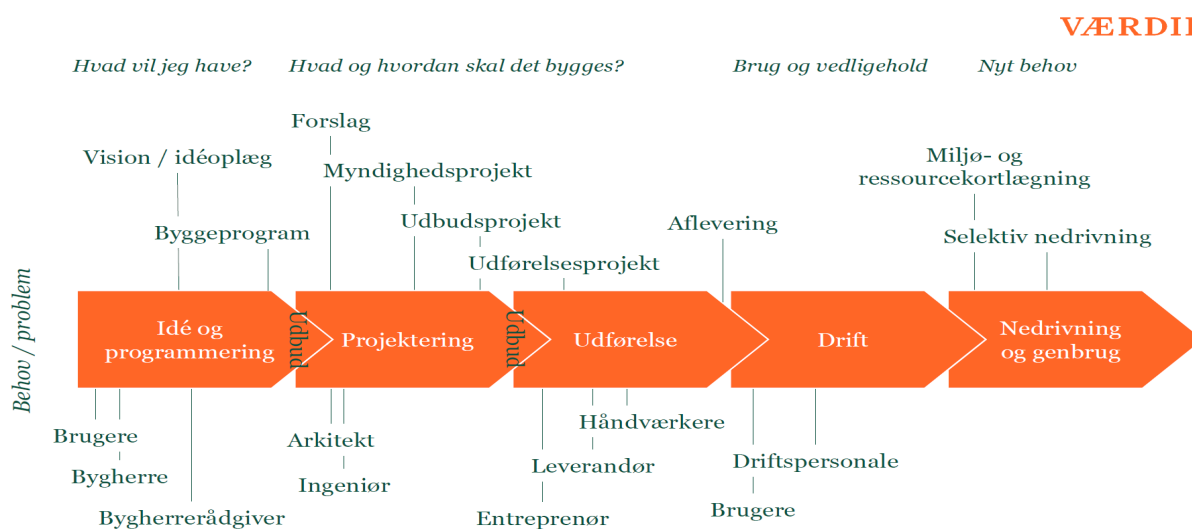 VÆRDI
Hvad vil jeg have?
Hvad og hvordan skal det bygges?
Brug og vedligehold
Nyt behov
Forslag
Vision / idéoplæg
Myndighedsprojekt
Miljø- og
ressourcekortlægning
Byggeprogram
Udbudsprojekt
Aflevering
Selektiv nedrivning
Udførelsesprojekt
Behov / problem
Idé og
programmering
Udbud
Projektering
Udbud
Udførelse
Drift
Nedrivning
og genbrug
Brugere
Bygherre
Bygherrerådgiver
Arkitekt
Ingeniør
Håndværkere
Leverandør
Entreprenør
Driftspersonale
Brugere